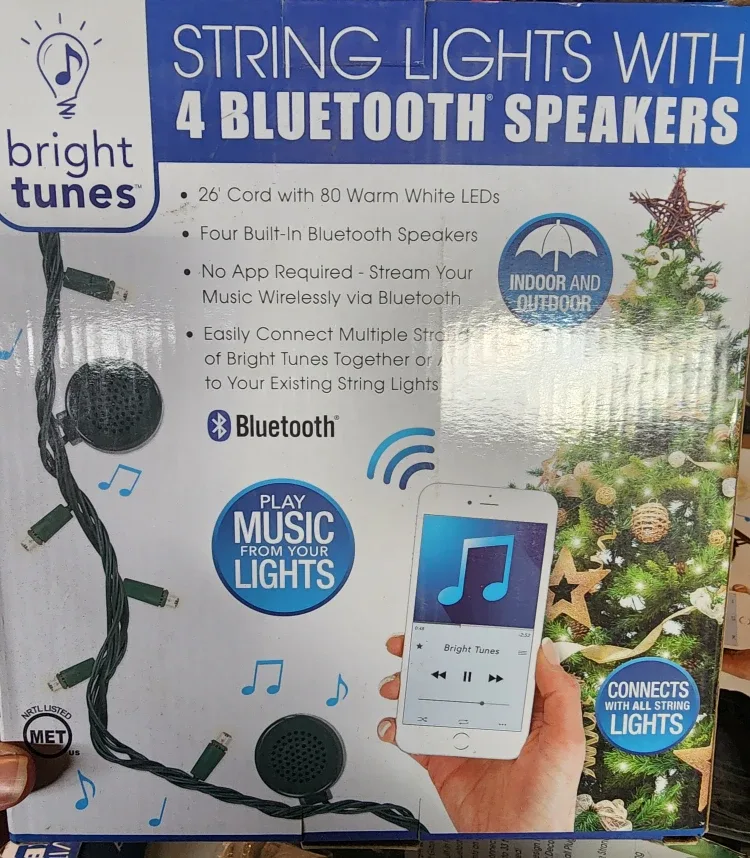 bright
tunes™
STRING LIGHTS WITH
4 BLUETOOTH® SPEAKERS
• 26' Cord with 80 Warm White LEDs
• Four Built-In Bluetooth Speakers
• No App Required - Stream Your
Music Wirelessly via Bluetooth
• Easily Connect Multiple
of Bright Tunes Together or
to Your Existing String Lights
INDOOR AND
OUTDOOR
Bluetooth®
PLAY
MUSIC
FROM YOUR
LIGHTS
Bright Tunes
CONNECTS
WITH ALL STRING
LIGHTS
NRTL LISTED
MET
US